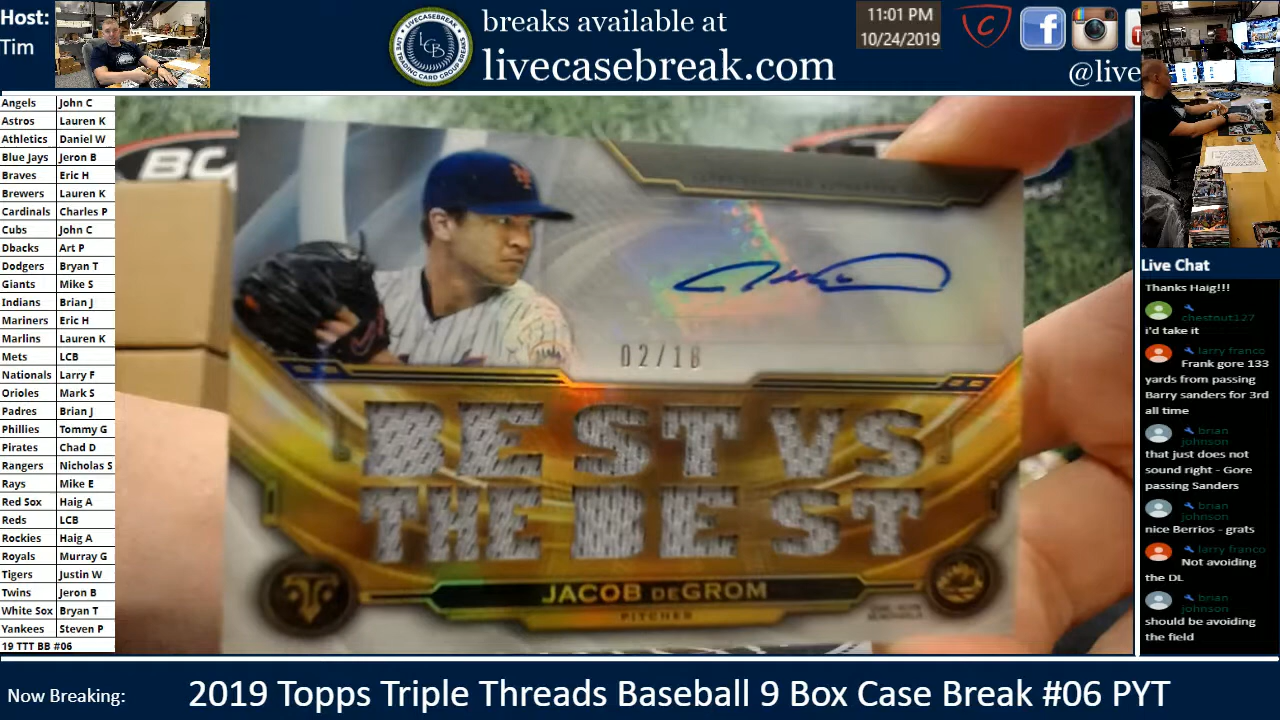 Host:
Tim
LIVECASEBREAK
LCB
LIVE TRADING CARD GROUP BREAKS
breaks available at
livecasebreak.com
11:01 PM
10/24/2019
@live
Angels John C
Astros Lauren K
Athletics Daniel W
Blue Jays Jeron B
Braves Eric H
Brewers Lauren K
Cardinals Charles P
Cubs John C
Dbacks Art P
Dodgers Bryan T
Giants Mike S
Indians Brian J
Mariners Eric H
Marlins Lauren K
Mets LCB
Nationals Larry F
Orioles Mark S
Padres Brian J
Phillies Tommy G
Pirates Chad D
Rangers Nicholas S
Rays Mike E
Red Sox Haig A
Reds LCB
Rockies Haig A
Royals Murray G
Tigers Justin W
Twins Jeron B
White Sox Bryan T
Yankees Steven P
19 TTT BB #06
BC
02/18
BEST VS
THE BEST
JACOB deGROM
PITCHER
Live Chat
Thanks Haig!!!
chestnut127
i'd take it
larry franco
Frank gore 133
yards from passing
Barry sanders for 3rd
all time
brian
johnson
that just does not
sound right - Gore
passing Sanders
brian
johnson
nice Berrios - grats
larry franco
Not avoiding
the DL
brian
johnson
should be avoiding
the field
Now Breaking:
2019 Topps Triple Threads Baseball 9 Box Case Break #06 PYT